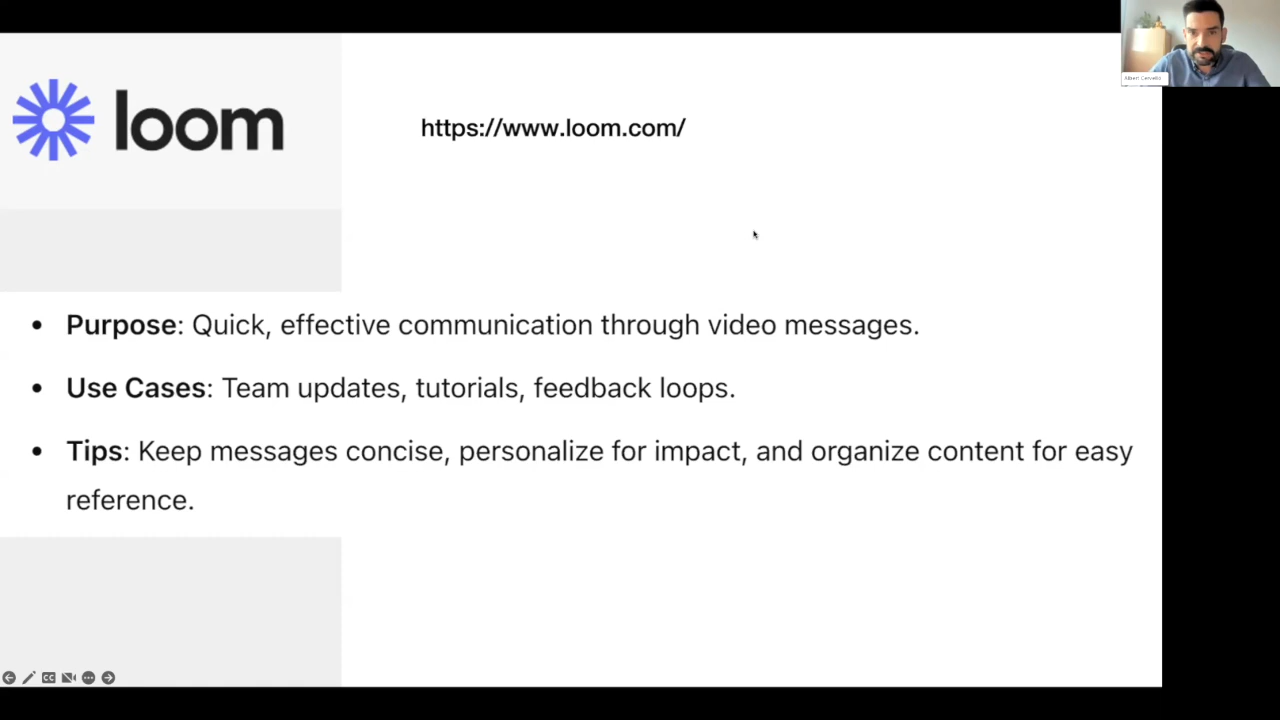 loom
https://www.loom.com/
• Purpose: Quick, effective communication through video messages.
• Use Cases: Team updates, tutorials, feedback loops.
• Tips: Keep messages concise, personalize for impact, and organize content for easy
reference.
CC